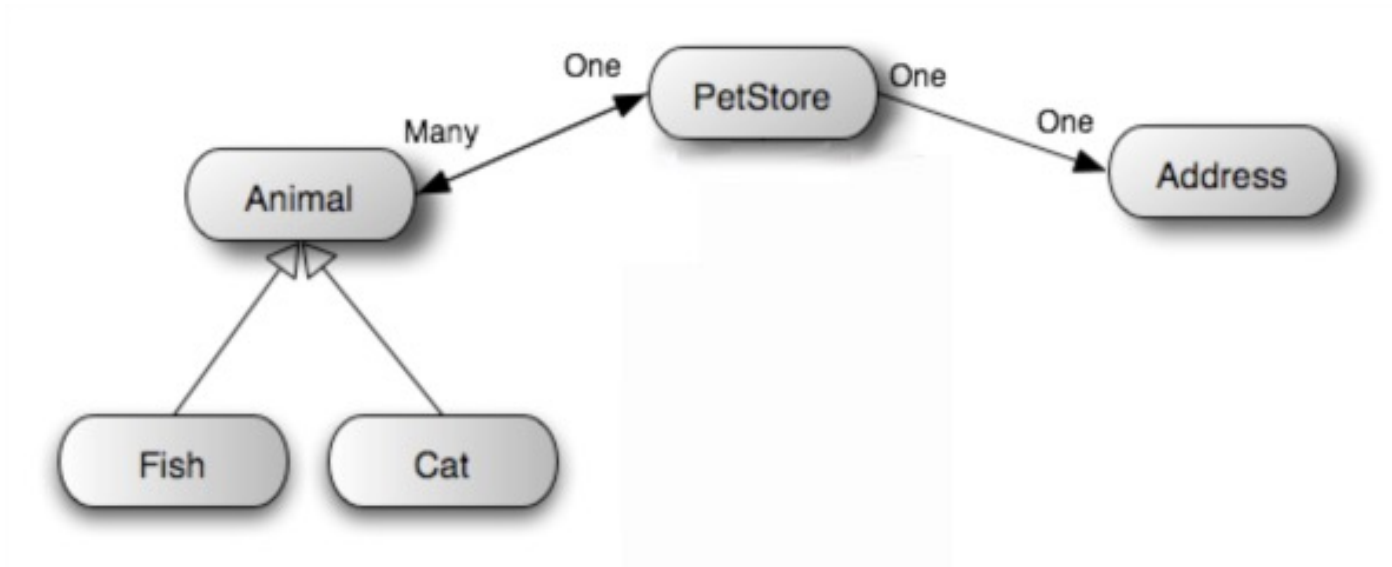 One
PetStore
One
Many
One
Animal
Address
Fish
Cat